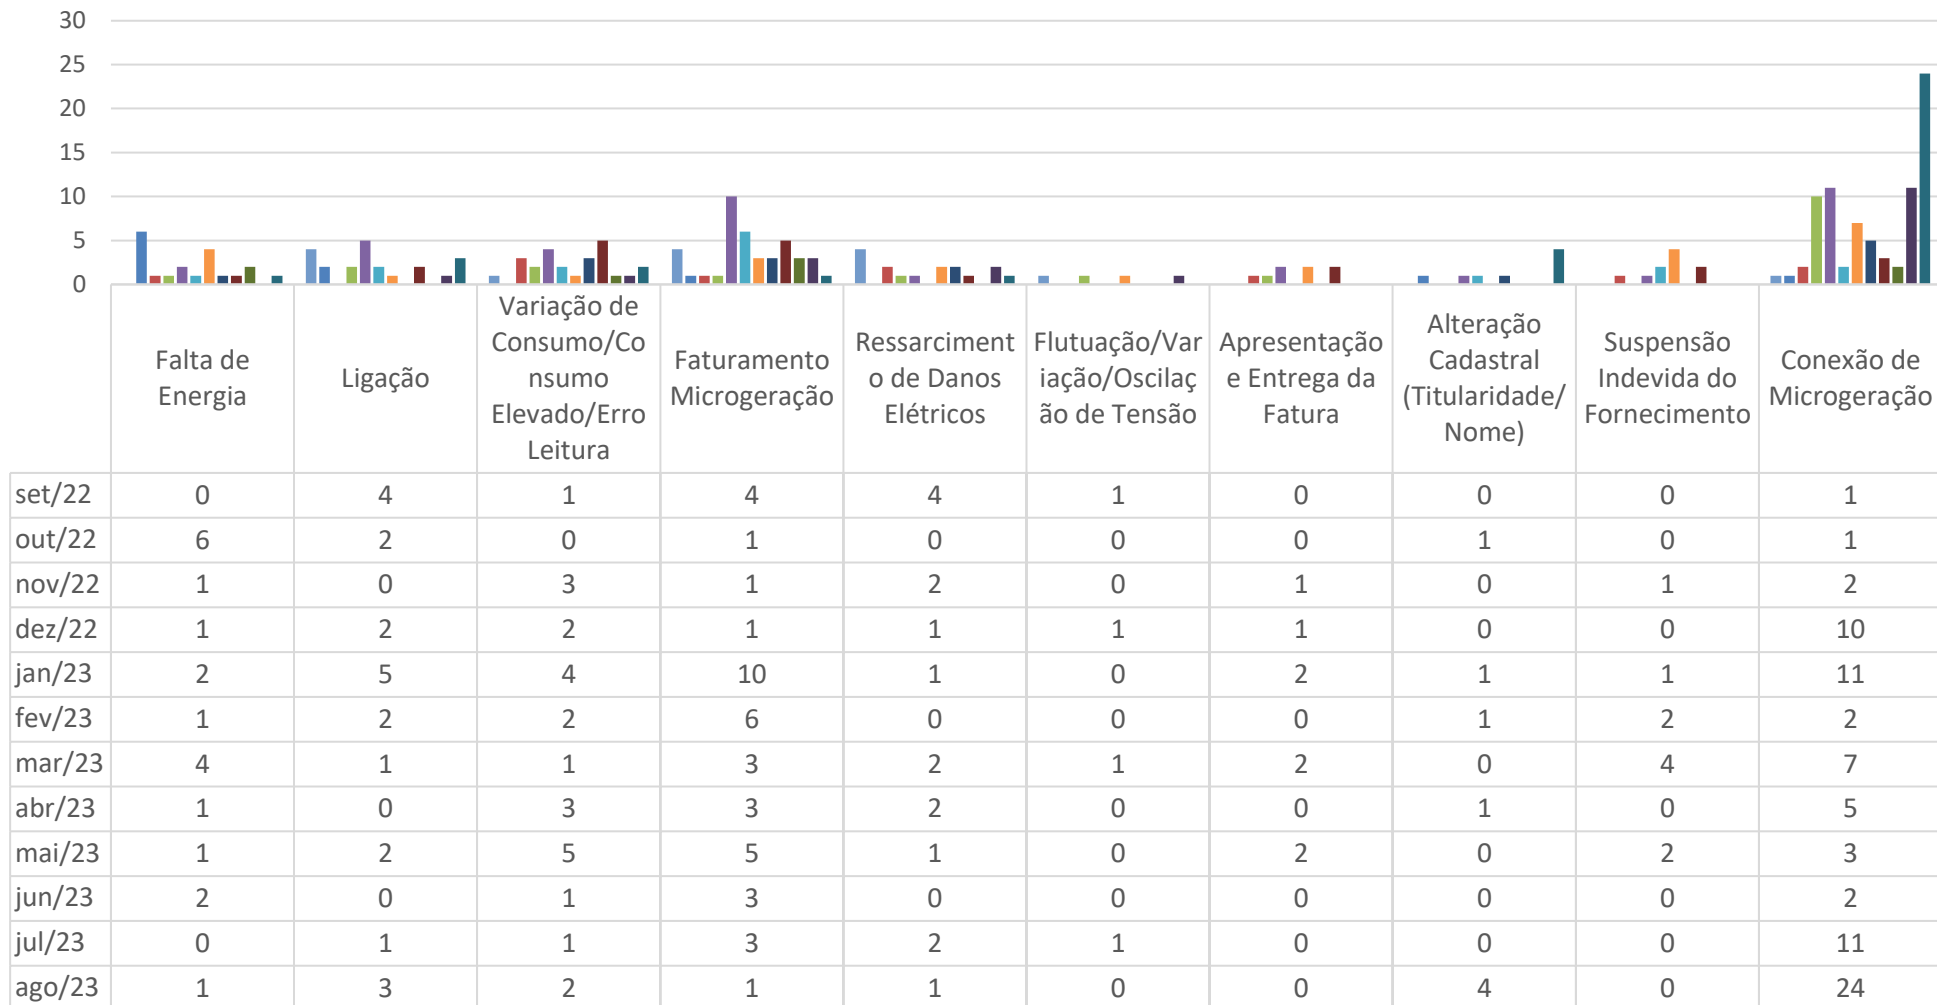 30
25
20
15
10
5
0
Falta de
Energia
Ligação
Variação de
Consumo/Co
nsumo
Elevado/Erro
Leitura
Faturamento
Microgeração
Ressarciment
o de Danos
Elétricos
Flutuação/Var
iação/Oscilaç
ão de Tensão
Apresentação
e Entrega da
Fatura
Alteração
Cadastral
(Titularidade/
Nome)
Suspensão
Indevida do
Fornecimento
Conexão de
Microgeração
set/22 0 4 1 4 4 1 0 0 0 1
out/22 6 2 0 1 0 0 0 1 0 1
nov/22 1 0 3 1 2 0 1 0 1 2
dez/22 1 2 2 1 1 1 1 0 0 10
jan/23 2 5 4 10 1 0 2 1 1 11
fev/23 1 2 2 6 0 0 0 1 2 2
mar/23 4 1 1 3 2 1 2 0 4 7
abr/23 1 0 3 3 2 0 0 1 0 5
mai/23 1 2 5 5 1 0 2 0 2 3
jun/23 2 0 1 3 0 0 0 0 0 2
jul/23 0 1 1 3 2 1 0 0 0 11
ago/23 1 3 2 1 1 0 0 4 0 24